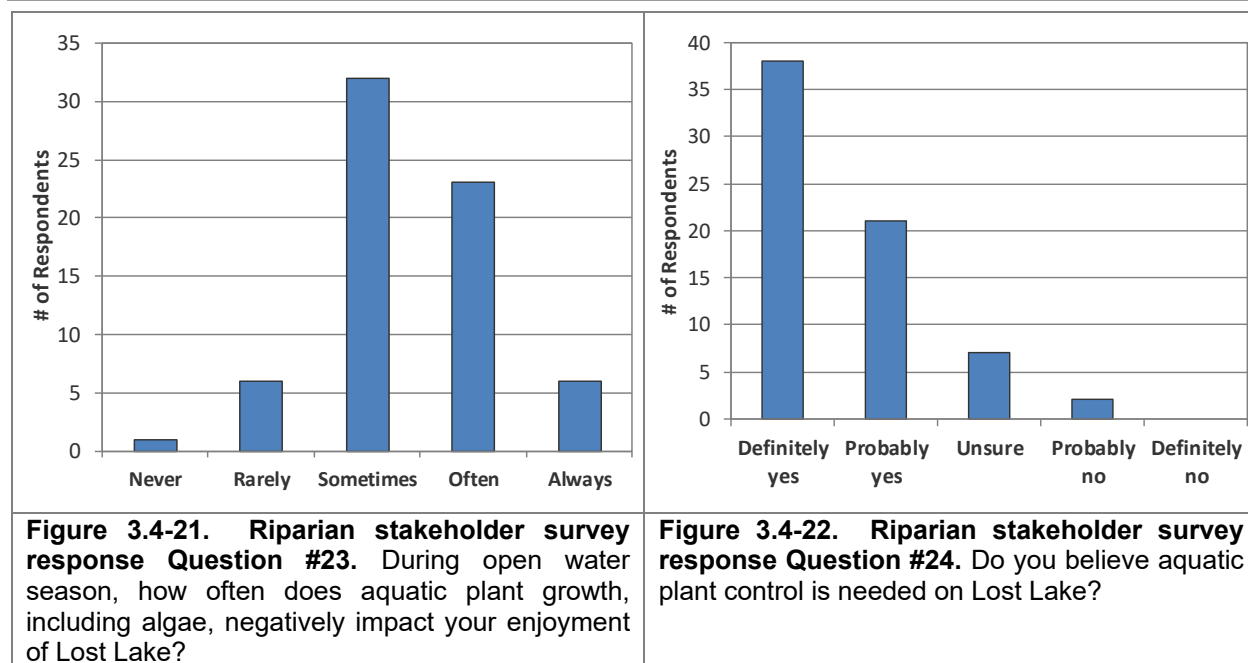 35
30
25
20
15
10
5
0
# of Respondents
Never Rarely Sometimes Often Always
40
35
30
25
20
15
10
5
0
# of Respondents
Definitely yes
Probably yes
Unsure
Probably no
Definitely no
Figure 3.4-21. Riparian stakeholder survey
response Question #23. During open water
season, how often does aquatic plant growth,
including algae, negatively impact your enjoyment
of Lost Lake?
Figure 3.4-22. Riparian stakeholder survey
response Question #24. Do you believe aquatic
plant control is needed on Lost Lake?